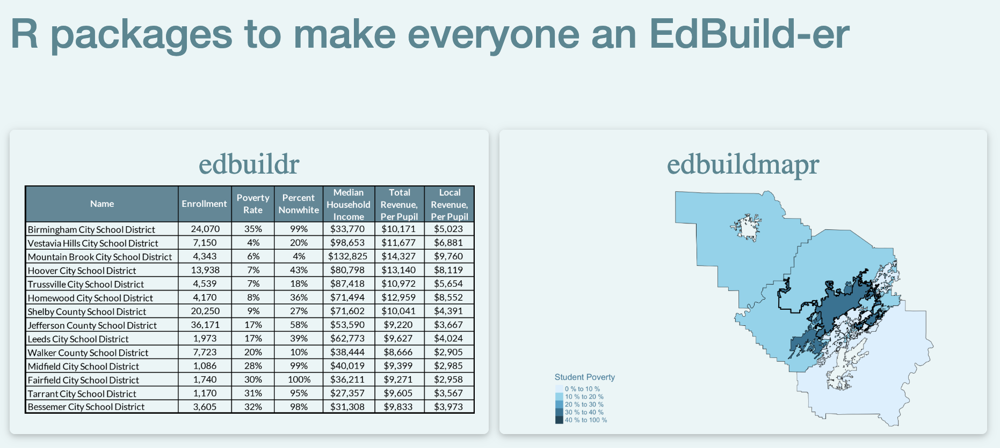 R packages to make everyone an EdBuild-er
edbuildr
Name Enrollment Poverty Rate Percent Nonwhite Median Household Income Total Revenue, Per Pupil Local Revenue, Per Pupil
Birmingham City School District 24,070 35% 99% $33,770 $10,171 $5,023
Vestavia Hills City School District 7,150 4% 20% $98,653 $11,677 $6,881
Mountain Brook City School District 4,343 6% 4% $132,825 $14,327 $9,760
Hoover City School District 13,938 7% 43% $80,798 $13,140 $8,119
Trussville City School District 4,539 7% 18% $87,418 $10,972 $5,654
Homewood City School District 4,170 8% 36% $71,494 $12,959 $8,552
Shelby County School District 20,250 9% 27% $71,602 $10,041 $4,391
Jefferson County School District 36,171 17% 58% $53,590 $9,220 $3,667
Leeds City School District 1,973 17% 39% $62,773 $9,627 $4,024
Walker County School District 7,723 20% 10% $38,444 $8,666 $2,905
Midfield City School District 1,086 28% 99% $40,019 $9,399 $2,985
Fairfield City School District 1,740 30% 100% $36,211 $9,271 $2,958
Tarrant City School District 1,170 31% 95% $27,357 $9,605 $3,567
Bessemer City School District 3,605 32% 98% $31,308 $9,833 $3,973
edbuildmapr
Student Poverty
0 % to 10 %
10 % to 20 %
20 % to 30 %
30 % to 40 %
40 % to 100 %